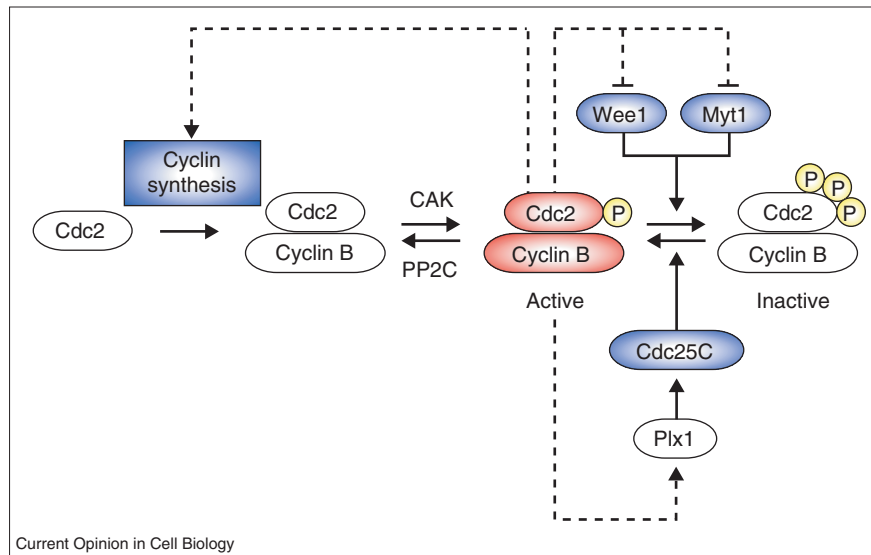 Wee1
Myt1
Cyclin
synthesis
P
P
P
Cdc2
Cdc2
CAK
Cdc2
P
Cdc2
Cyclin B
PP2C
Cyclin B
Cyclin B
Active
Inactive
Cdc25C
Plx1
Current Opinion in Cell Biology